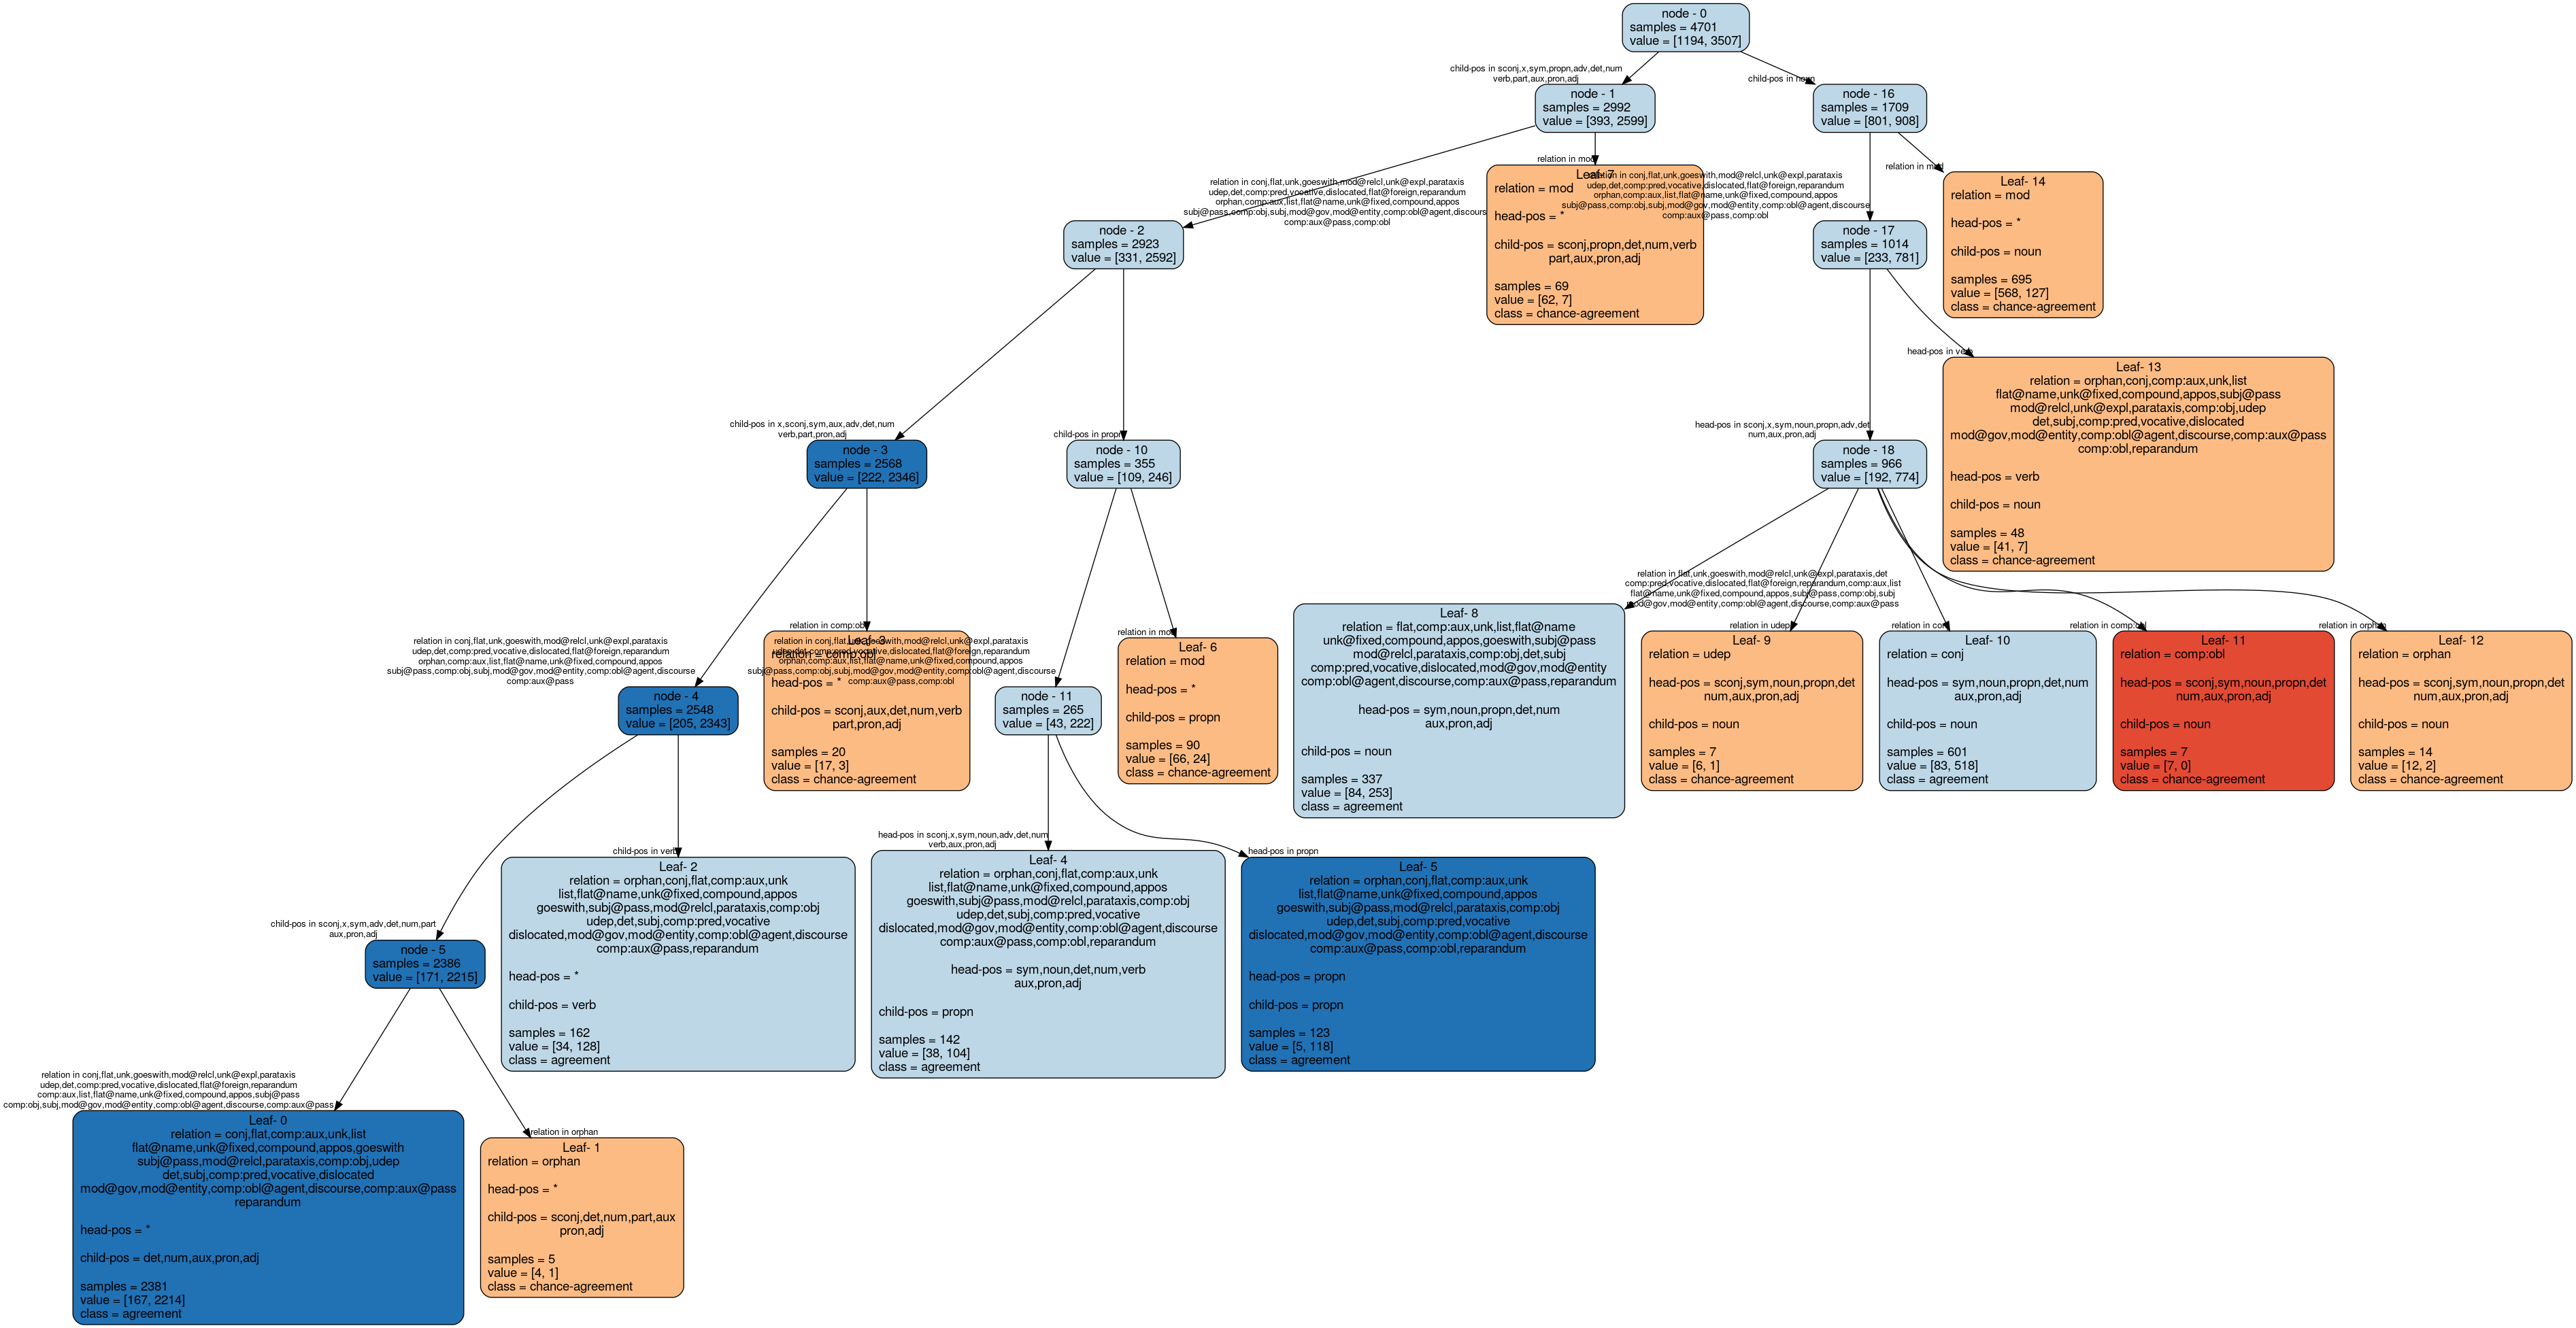 node - 0
samples = 4701
value = [1194, 3507]
child-pos in sconj,x,sym,propn,adv,det,num
verb,part,aux,pron,adj
child-pos in noun
node - 1
samples = 2992
value = [393, 2599]
node - 16
samples = 1709
value = [801, 908]
relation in conj,flat,unk,goeswith,mod@relcl,unk@expl,parataxis
udep,det,comp:pred,vocative,dislocated,flat@foreign,reparandum
orphan,comp:aux,list,flat@name,unk@fixed,compound,appos
subj@pass,comp:obj,subj,mod@gov,mod@entity,comp:obl@agent,discourse
comp:aux@pass,comp:obl
relation in mod
Leaf- 7
relation = mod
head-pos = *
child-pos = sconj,propn,det,num,verb
part,aux,pron,adj
samples = 69
value = [62, 7]
class = chance-agreement
relation in conj,flat,unk,goeswith,mod@relcl,unk@expl,parataxis
udep,det,comp:pred,vocative,dislocated,flat@foreign,reparandum
orphan,comp:aux,list,flat@name,unk@fixed,compound,appos
subj@pass,comp:obj,subj,mod@gov,mod@entity,comp:obl@agent,discourse
comp:aux@pass,comp:obl
relation in mod
Leaf- 14
relation = mod
head-pos = *
child-pos = noun
samples = 695
value = [568, 127]
class = chance-agreement
node - 2
samples = 2923
value = [331, 2592]
node - 17
samples = 1014
value = [233, 781]
child-pos in x,sconj,sym,aux,adv,det,num
verb,part,pron,adj
child-pos in propn
head-pos in sconj,x,sym,noun,propn,adv,det
num,aux,pron,adj
head-pos in verb
Leaf- 13
relation = orphan,conj,comp:aux,unk,list
flat@name,unk@fixed,compound,appos,subj@pass
mod@relcl,unk@expl,parataxis,comp:obj,udep
det,subj,comp:pred,vocative,dislocated
mod@gov,mod@entity,comp:obl@agent,discourse,comp:aux@pass
comp:obl,reparandum
head-pos = verb
child-pos = noun
samples = 48
value = [41, 7]
class = chance-agreement
node - 3
samples = 2568
value = [222, 2346]
node - 10
samples = 355
value = [109, 246]
node - 18
samples = 966
value = [192, 774]
relation in conj,flat,unk,goeswith,mod@relcl,unk@expl,parataxis
udep,det,comp:pred,vocative,dislocated,flat@foreign,reparandum
orphan,comp:aux,list,flat@name,unk@fixed,compound,appos
subj@pass,comp:obj,subj,mod@gov,mod@entity,comp:obl@agent,discourse
comp:aux@pass
relation in comp:obl
Leaf- 3
relation = comp:obl
head-pos = *
child-pos = sconj,aux,det,num,verb
part,pron,adj
samples = 20
value = [17, 3]
class = chance-agreement
relation in conj,flat,unk,goeswith,mod@relcl,unk@expl,parataxis
udep,det,comp:pred,vocative,dislocated,flat@foreign,reparandum
orphan,comp:aux,list,flat@name,unk@fixed,compound,appos
subj@pass,comp:obj,subj,mod@gov,mod@entity,comp:obl@agent,discourse
comp:aux@pass,comp:obl
relation in mod
Leaf- 6
relation = mod
head-pos = *
child-pos = propn
samples = 90
value = [66, 24]
class = chance-agreement
relation in flat,unk,goeswith,mod@relcl,unk@expl,parataxis,det
comp:pred,vocative,dislocated,flat@foreign,reparandum,comp:aux,list
flat@name,unk@fixed,compound,appos,subj@pass,comp:obj,subj
mod@gov,mod@entity,comp:obl@agent,discourse,comp:aux@pass
Leaf- 8
relation = flat,comp:aux,unk,list,flat@name
unk@fixed,compound,appos,goeswith,subj@pass
mod@relcl,parataxis,comp:obj,det,subj
comp:pred,vocative,dislocated,mod@gov,mod@entity
comp:obl@agent,discourse,comp:aux@pass,reparandum
head-pos = sym,noun,propn,det,num
aux,pron,adj
child-pos = noun
samples = 337
value = [84, 253]
class = agreement
relation in udep
Leaf- 9
relation = udep
head-pos = sconj,sym,noun,propn,det
num,aux,pron,adj
child-pos = noun
samples = 7
value = [6, 1]
class = chance-agreement
relation in conj
Leaf- 10
relation = conj
head-pos = sym,noun,propn,det,num
aux,pron,adj
child-pos = noun
samples = 601
value = [83, 518]
class = agreement
relation in comp:obl
Leaf- 11
relation = comp:obl
head-pos = sconj,sym,noun,propn,det
num,aux,pron,adj
child-pos = noun
samples = 7
value = [7, 0]
class = chance-agreement
relation in orphan
Leaf- 12
relation = orphan
head-pos = sconj,sym,noun,propn,det
num,aux,pron,adj
child-pos = noun
samples = 14
value = [12, 2]
class = chance-agreement
node - 4
samples = 2548
value = [205, 2343]
node - 11
samples = 265
value = [43, 222]
child-pos in sconj,x,sym,adv,det,num,part
aux,pron,adj
child-pos in verb
Leaf- 2
relation = orphan,conj,flat,comp:aux,unk
list,flat@name,unk@fixed,compound,appos
goeswith,subj@pass,mod@relcl,parataxis,comp:obj
udep,det,subj,comp:pred,vocative
dislocated,mod@gov,mod@entity,comp:obl@agent,discourse
comp:aux@pass,reparandum
head-pos = *
child-pos = verb
samples = 162
value = [34, 128]
class = agreement
head-pos in sconj,x,sym,noun,adv,det,num
verb,aux,pron,adj
Leaf- 4
relation = orphan,conj,flat,comp:aux,unk
list,flat@name,unk@fixed,compound,appos
goeswith,subj@pass,mod@relcl,parataxis,comp:obj
udep,det,subj,comp:pred,vocative
dislocated,mod@gov,mod@entity,comp:obl@agent,discourse
comp:aux@pass,comp:obl,reparandum
head-pos = sym,noun,det,num,verb
aux,pron,adj
child-pos = propn
samples = 142
value = [38, 104]
class = agreement
head-pos in propn
Leaf- 5
relation = orphan,conj,flat,comp:aux,unk
list,flat@name,unk@fixed,compound,appos
goeswith,subj@pass,mod@relcl,parataxis,comp:obj
udep,det,subj,comp:pred,vocative
dislocated,mod@gov,mod@entity,comp:obl@agent,discourse
comp:aux@pass,comp:obl,reparandum
head-pos = propn
child-pos = propn
samples = 123
value = [5, 118]
class = agreement
node - 5
samples = 2386
value = [171, 2215]
relation in conj,flat,unk,goeswith,mod@relcl,unk@expl,parataxis
udep,det,comp:pred,vocative,dislocated,flat@foreign,reparandum
comp:aux,list,flat@name,unk@fixed,compound,appos,subj@pass
comp:obj,subj,mod@gov,mod@entity,comp:obl@agent,discourse,comp:aux@pass
Leaf- 0
relation = conj,flat,comp:aux,unk,list
flat@name,unk@fixed,compound,appos,goeswith
subj@pass,mod@relcl,parataxis,comp:obj,udep
det,subj,comp:pred,vocative,dislocated
mod@gov,mod@entity,comp:obl@agent,discourse,comp:aux@pass
reparandum
head-pos = *
child-pos = det,num,aux,pron,adj
samples = 2381
value = [167, 2214]
class = agreement
relation in orphan
Leaf- 1
relation = orphan
head-pos = *
child-pos = sconj,det,num,part,aux
pron,adj
samples = 5
value = [4, 1]
class = chance-agreement